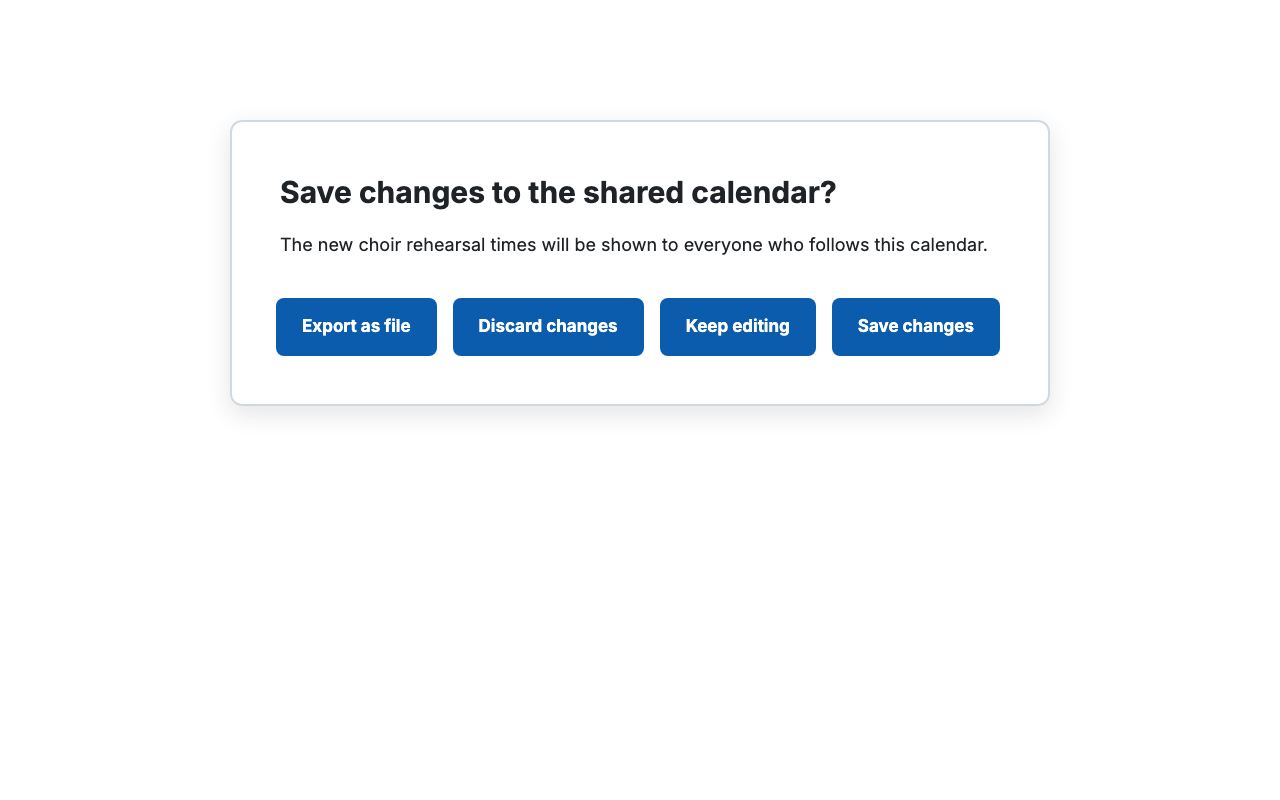 Save changes to the shared calendar?
The new choir rehearsal times will be shown to everyone who follows this calendar.
Export as file
Discard changes
Keep editing
Save changes